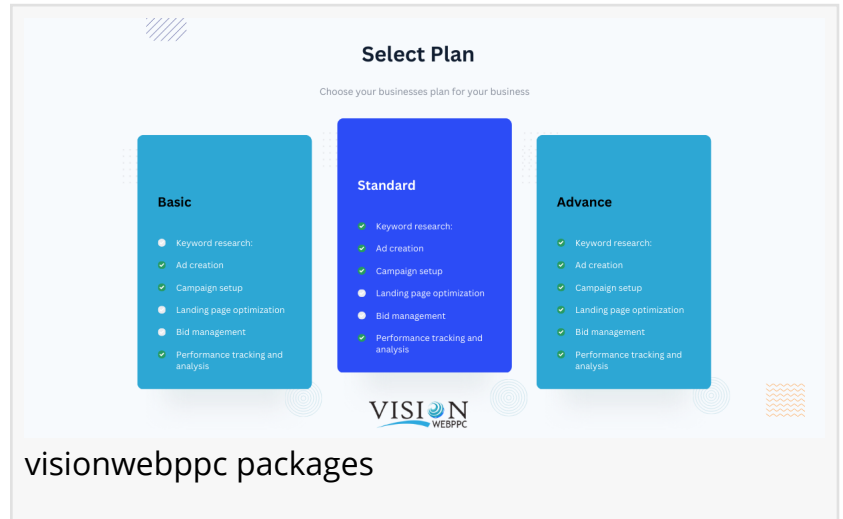 Select Plan
Choose your businesses plan for your business
Basic
Keyword research:
Ad creation
Campaign setup
Landing page optimization
Bid management
Performance tracking and
analysis
Standard
Keyword research:
Ad creation
Campaign setup
Landing page optimization
Bid management
Performance tracking and
analysis
Advance
Keyword research:
Ad creation
Campaign setup
Landing page optimization
Bid management
Performance tracking and
analysis
VISION
WEBPPC
visionwebppc packages